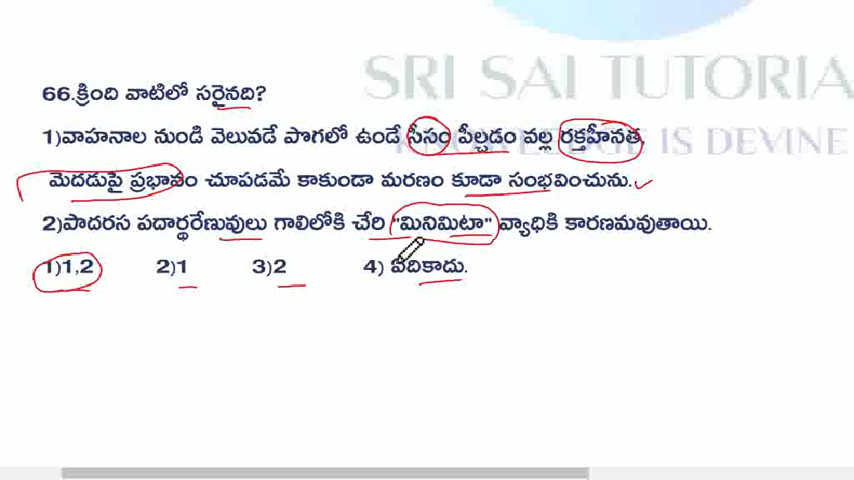 SRI SAI TUTORIA
KNOWLEDGE IS DEVINE
66.క్రింది వాటిలో సరైనది?
1)వాహనాల నుండి వెలువడే పొగలో ఉండే సీసం పీల్చడం వల్ల రక్తహీనత,
మెదడుపై ప్రభావం చూపడమే కాకుండా మరణం కూడా సంభవించును.
2)పాదరస పదార్థరేణువులు గాలిలోకి చేరి "మినిమిటా" వ్యాధికి కారణమవుతాయి.
1)1,2 2)1 3)2 4) ఏదికాదు.